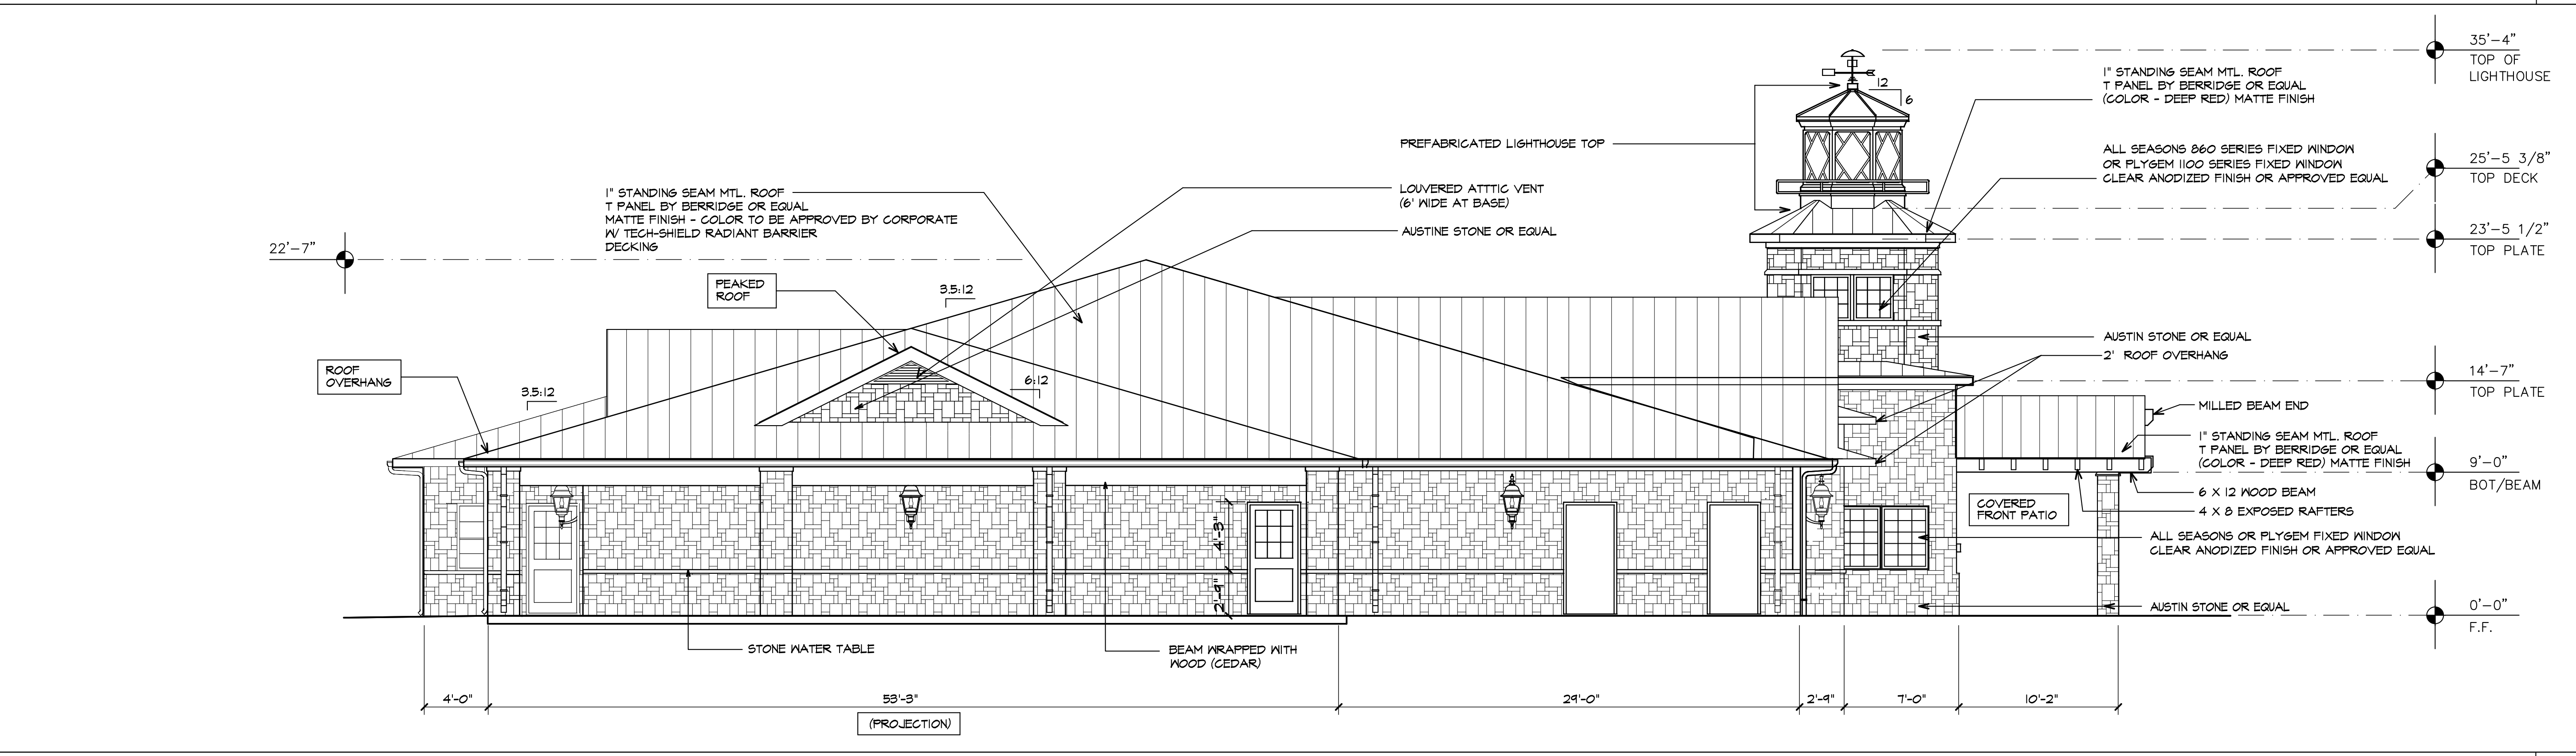 35'-4"
TOP OF
LIGHTHOUSE
1" STANDING SEAM MTL. ROOF
T PANEL BY BERRIDGE OR EQUAL
(COLOR - DEEP RED) MATTE FINISH
12
6
PREFABRICATED LIGHTHOUSE TOP
ALL SEASONS 860 SERIES FIXED WINDOW
OR PLYGEM 1100 SERIES FIXED WINDOW
CLEAR ANODIZED FINISH OR APPROVED EQUAL
25'-5 3/8"
TOP DECK
1" STANDING SEAM MTL. ROOF
T PANEL BY BERRIDGE OR EQUAL
MATTE FINISH - COLOR TO BE APPROVED BY CORPORATE
W/ TECH-SHIELD RADIANT BARRIER
DECKING
LOUVERED ATTTIC VENT
(6' WIDE AT BASE)
AUSTINE STONE OR EQUAL
23'-5 1/2"
TOP PLATE
22'-7"
PEAKED
ROOF
3.5:12
AUSTIN STONE OR EQUAL
2' ROOF OVERHANG
ROOF
OVERHANG
3.5:12
6:12
14'-7"
TOP PLATE
MILLED BEAM END
1" STANDING SEAM MTL. ROOF
T PANEL BY BERRIDGE OR EQUAL
(COLOR - DEEP RED) MATTE FINISH
9'-0"
BOT/BEAM
6 X 12 WOOD BEAM
4 X 8 EXPOSED RAFTERS
COVERED
FRONT PATIO
ALL SEASONS OR PLYGEM FIXED WINDOW
CLEAR ANODIZED FINISH OR APPROVED EQUAL
4'-3"
2'-9"
AUSTIN STONE OR EQUAL
0'-0"
F.F.
STONE WATER TABLE
BEAM WRAPPED WITH
WOOD (CEDAR)
4'-0"
53'-3"
29'-0"
2'-9"
7'-0"
10'-2"
(PROJECTION)